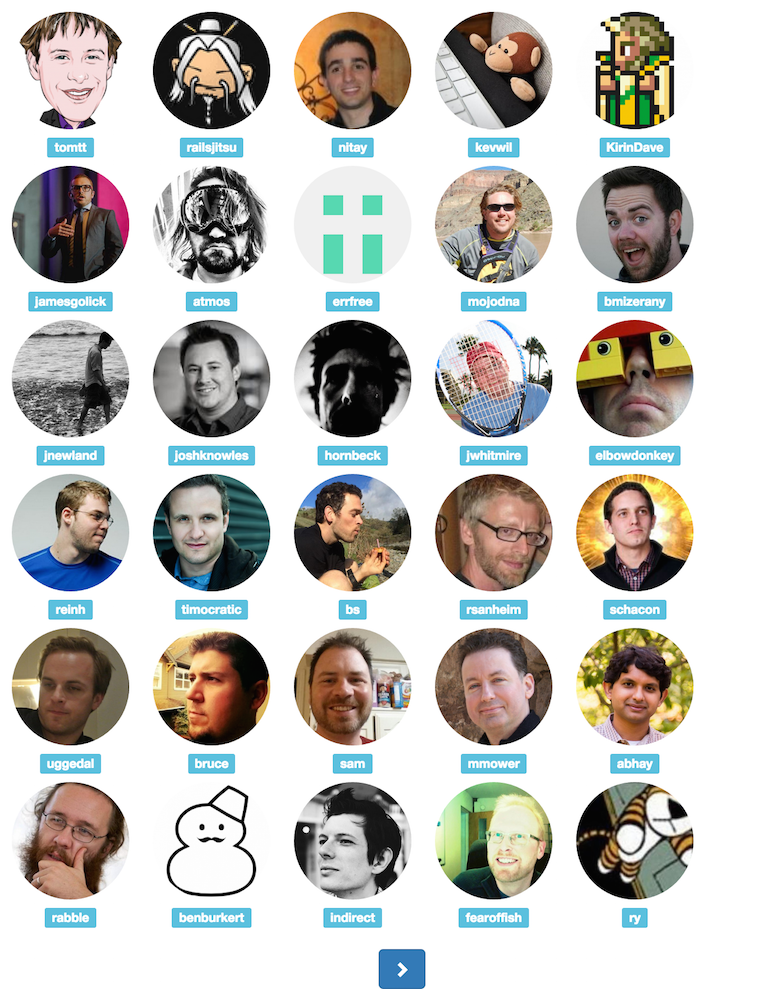 tomtt railsjitsu nitay kevwil KirinDave
jamesgolick atmos errfree mojodna bmizerany
jnewland joshknowles hornbeck jwhitmire elbowdonkey
reinh timocratic bs rsanheim schacon
uggedal bruce sam mmower abhay
rabble benburkert indirect fearoffish ry